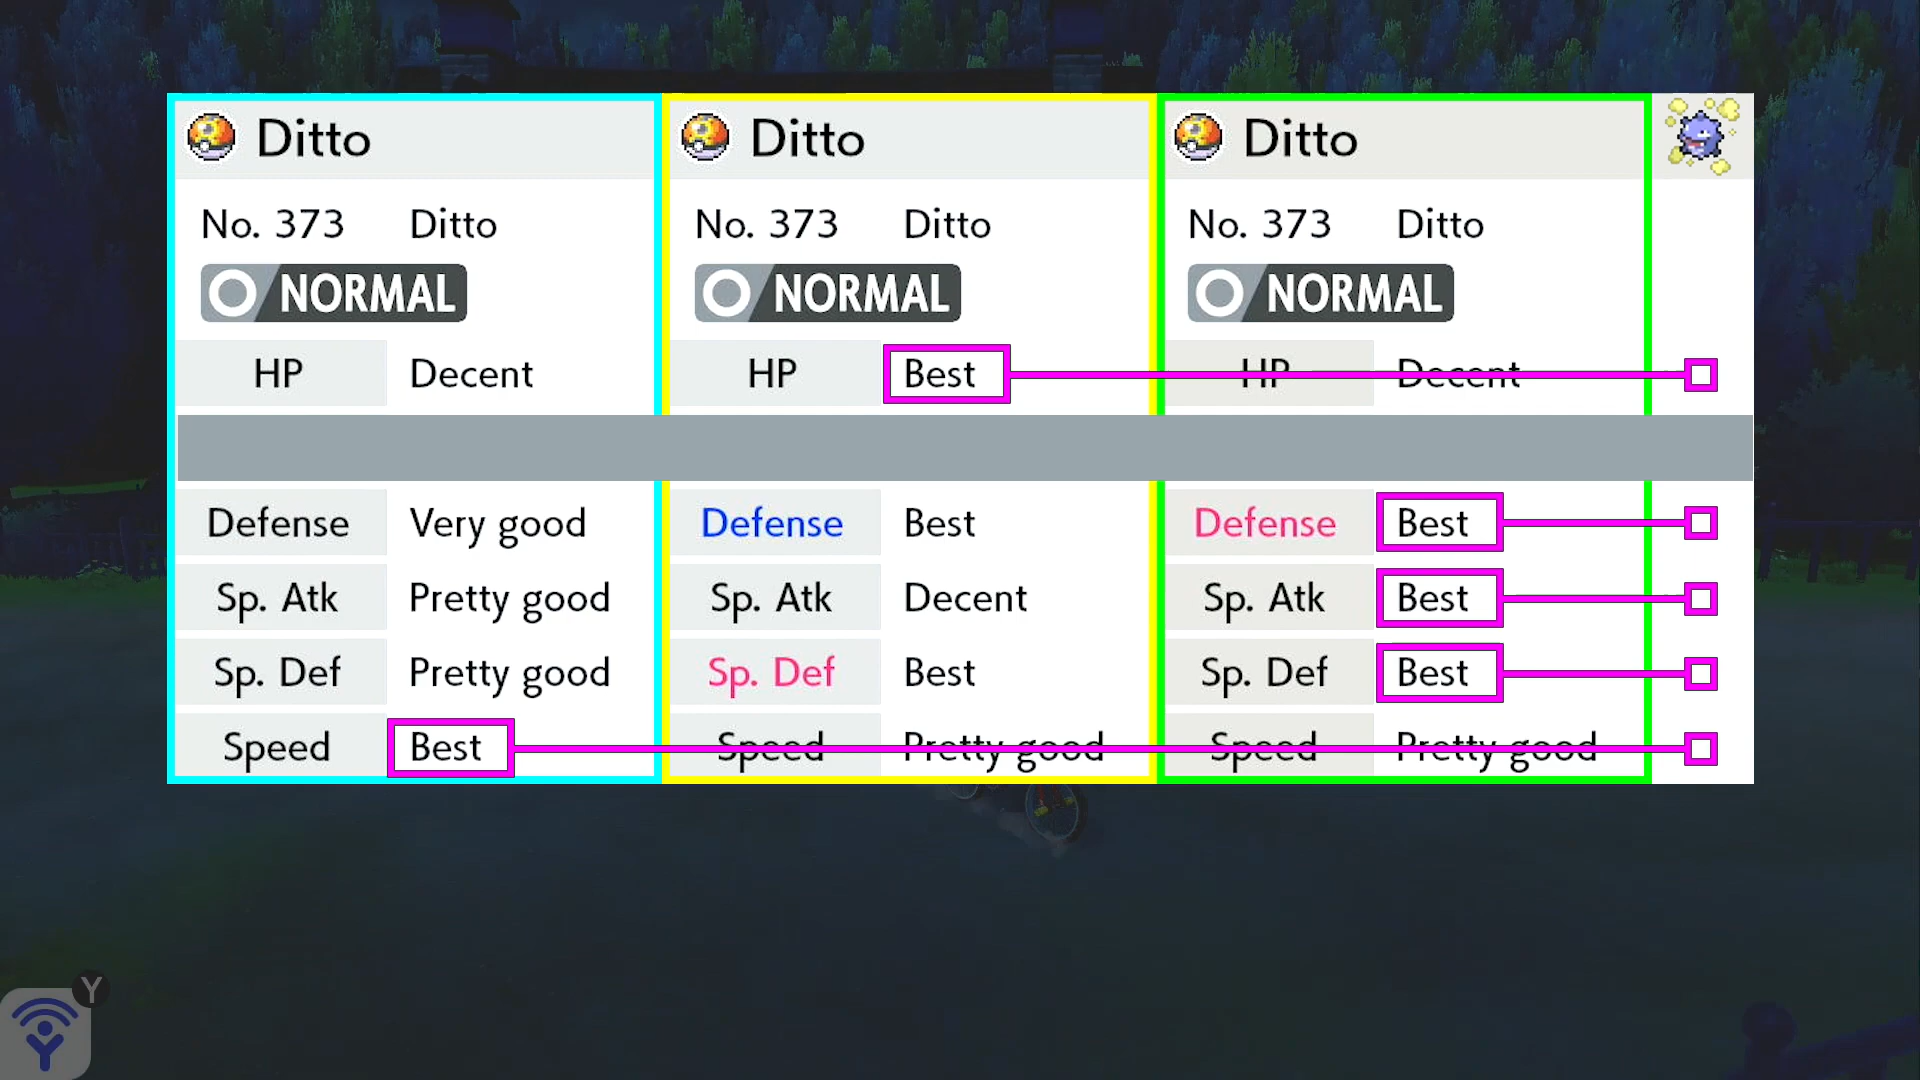 Ditto Ditto Ditto
No. 373 Ditto No. 373 Ditto No. 373 Ditto
NORMAL NORMAL NORMAL
HP Decent HP Best HP Decent
Defense Very good Defense Best Defense Best
Sp. Atk Pretty good Sp. Atk Decent Sp. Atk Best
Sp. Def Pretty good Sp. Def Best Sp. Def Best
Speed Best Speed Pretty good Speed Pretty good
Y